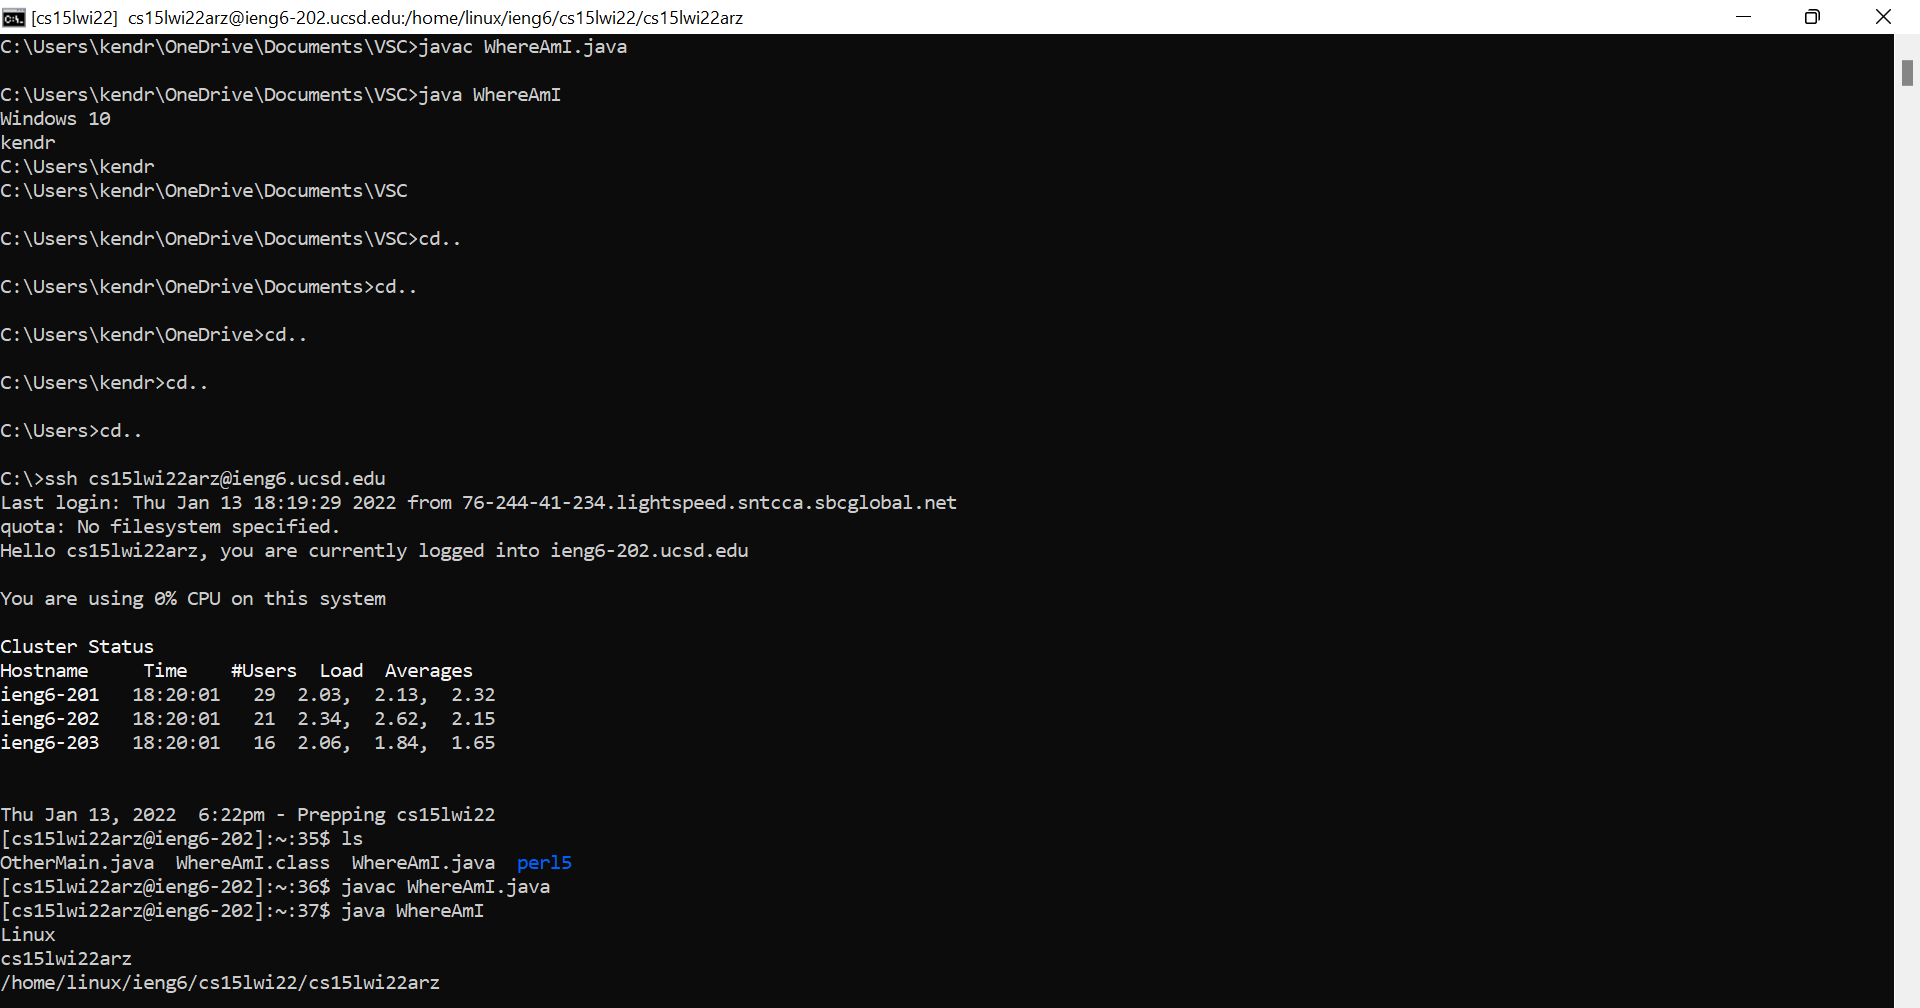 [cs15lwi22] cs15lwi22arz@ieng6-202.ucsd.edu:/home/linux/ieng6/cs15lwi22/cs15lwi22arz
C:\Users\kendr\OneDrive\Documents\VSC>javac WhereAmI.java
C:\Users\kendr\OneDrive\Documents\VSC>java WhereAmI
Windows 10
kendr
C:\Users\kendr
C:\Users\kendr\OneDrive\Documents\VSC
C:\Users\kendr\OneDrive\Documents\VSC>cd..
C:\Users\kendr\OneDrive\Documents>cd..
C:\Users\kendr\OneDrive>cd..
C:\Users\kendr>cd..
C:\Users>cd..
C:\>ssh cs15lwi22arz@ieng6.ucsd.edu
Last login: Thu Jan 13 18:19:29 2022 from 76-244-41-234.lightspeed.sntcca.sbcglobal.net
quota: No filesystem specified.
Hello cs15lwi22arz, you are currently logged into ieng6-202.ucsd.edu
You are using 0% CPU on this system
Cluster Status
Hostname     Time    #Users  Load  Averages
ieng6-201   18:20:01   29  2.03,  2.13,  2.32
ieng6-202   18:20:01   21  2.34,  2.62,  2.15
ieng6-203   18:20:01   16  2.06,  1.84,  1.65
Thu Jan 13, 2022  6:22pm - Prepping cs15lwi22
[cs15lwi22arz@ieng6-202]:~:35$ ls
OtherMain.java  WhereAmI.class  WhereAmI.java  perl5
[cs15lwi22arz@ieng6-202]:~:36$ javac WhereAmI.java
[cs15lwi22arz@ieng6-202]:~:37$ java WhereAmI
Linux
cs15lwi22arz
/home/linux/ieng6/cs15lwi22/cs15lwi22arz